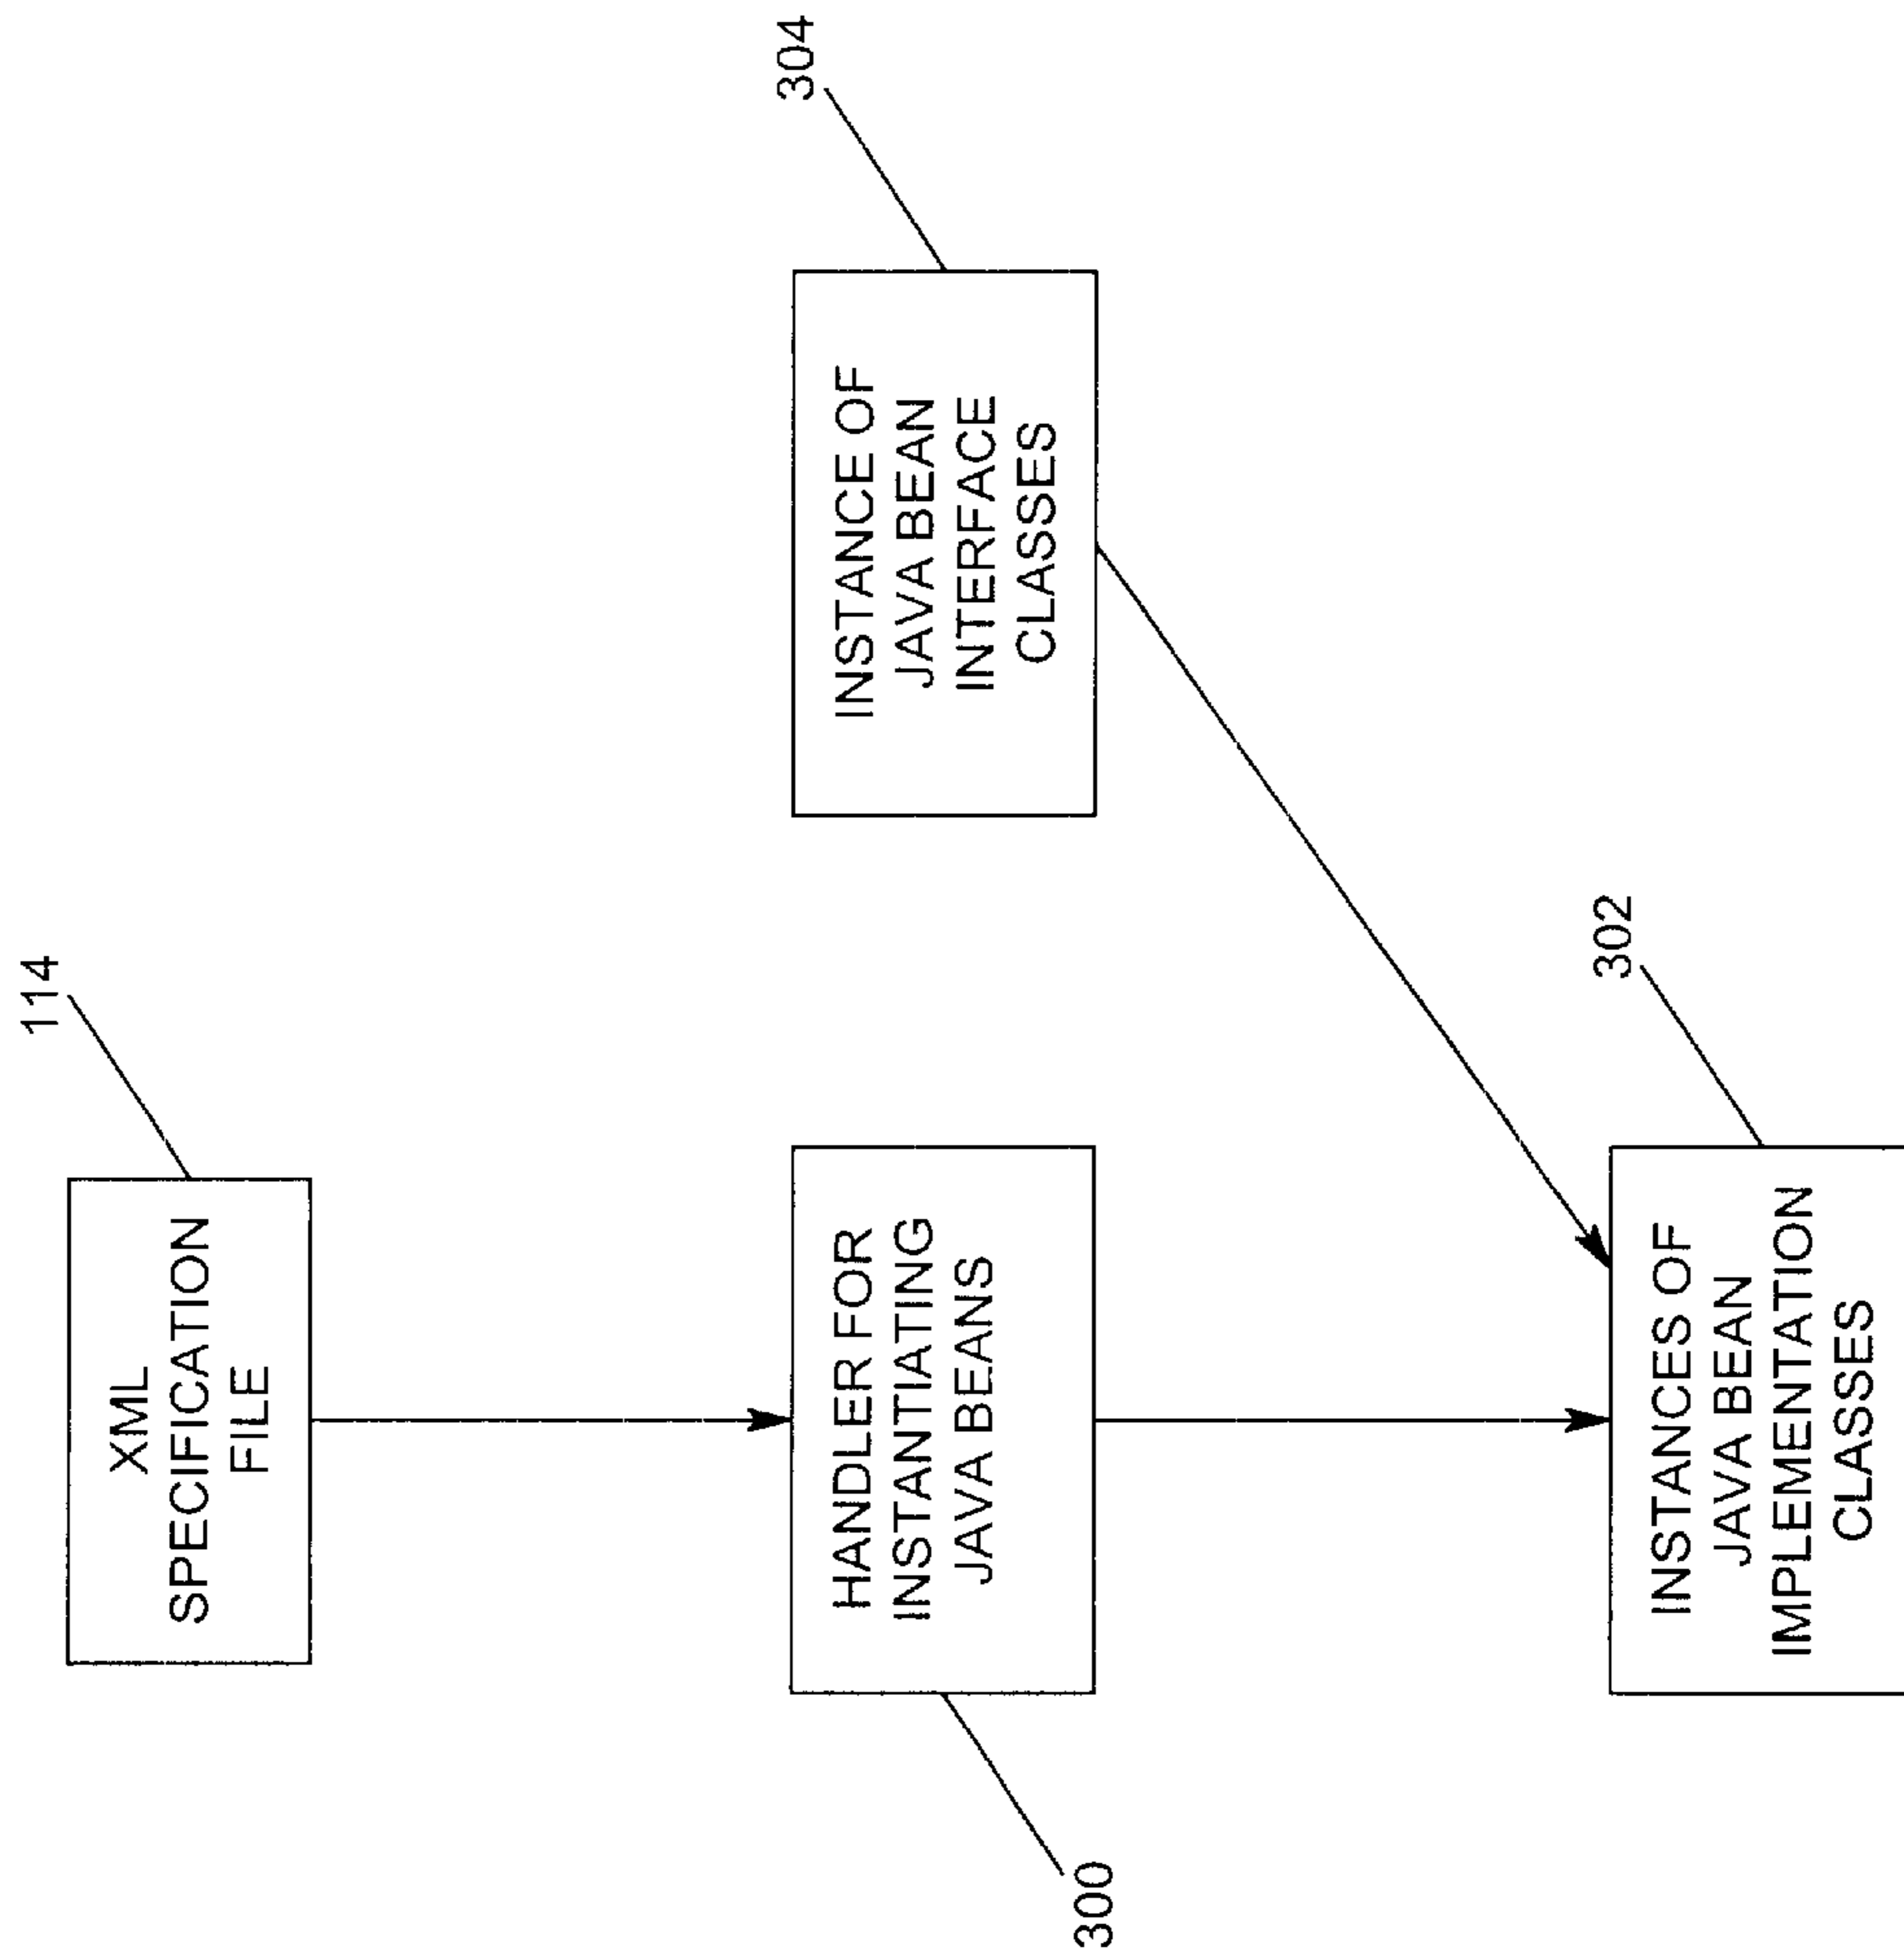 114
XML
SPECIFICATION
FILE
304
INSTANCE OF
JAVA BEAN
INTERFACE
CLASSES
HANDLER FOR
INSTANTIATING
JAVA BEANS
300
302
INSTANCES OF
JAVA BEAN
IMPLEMENTATION
CLASSES